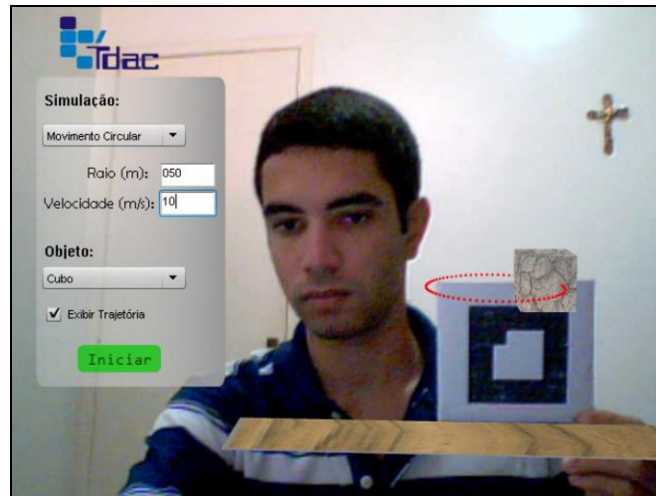 Tdac
Simulação:
Movimento Circular
Raio (m): 050
Velocidade (m/s): 10
Objeto:
Cubo
Exibir Trajetória
Iniciar